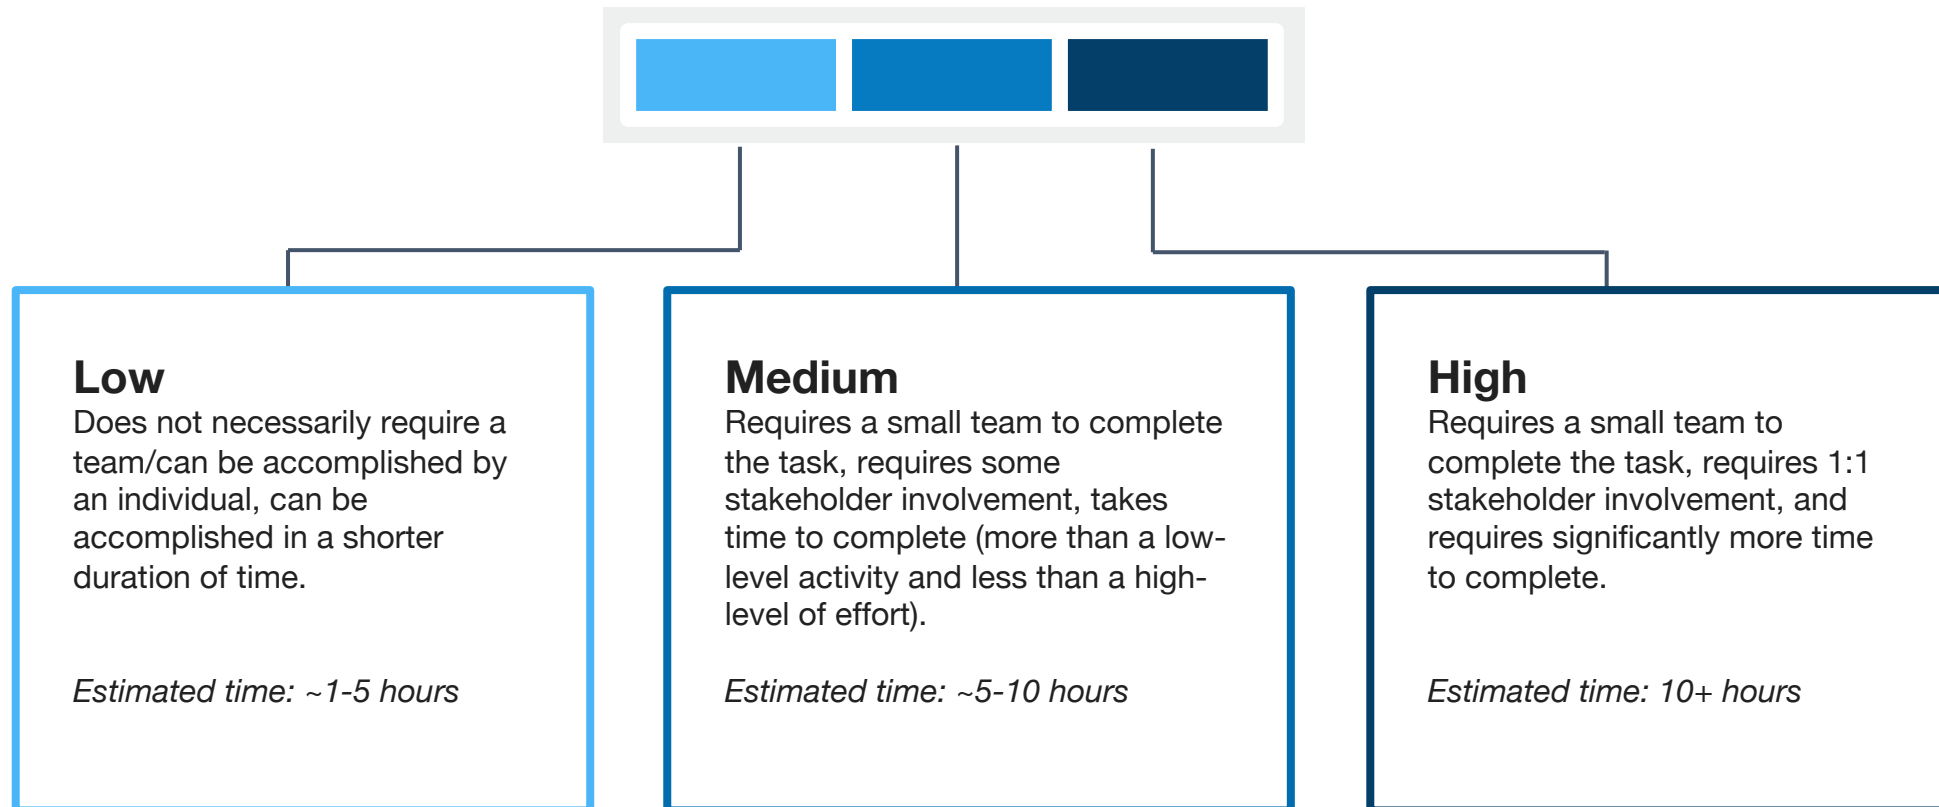 Low
Does not necessarily require a
team/can be accomplished by
an individual, can be
accomplished in a shorter
duration of time.
Estimated time: ~1-5 hours
Medium
Requires a small team to complete
the task, requires some
stakeholder involvement, takes
time to complete (more than a low-
level activity and less than a high-
level of effort).
Estimated time: ~5-10 hours
High
Requires a small team to
complete the task, requires 1:1
stakeholder involvement, and
requires significantly more time
to complete.
Estimated time: 10+ hours